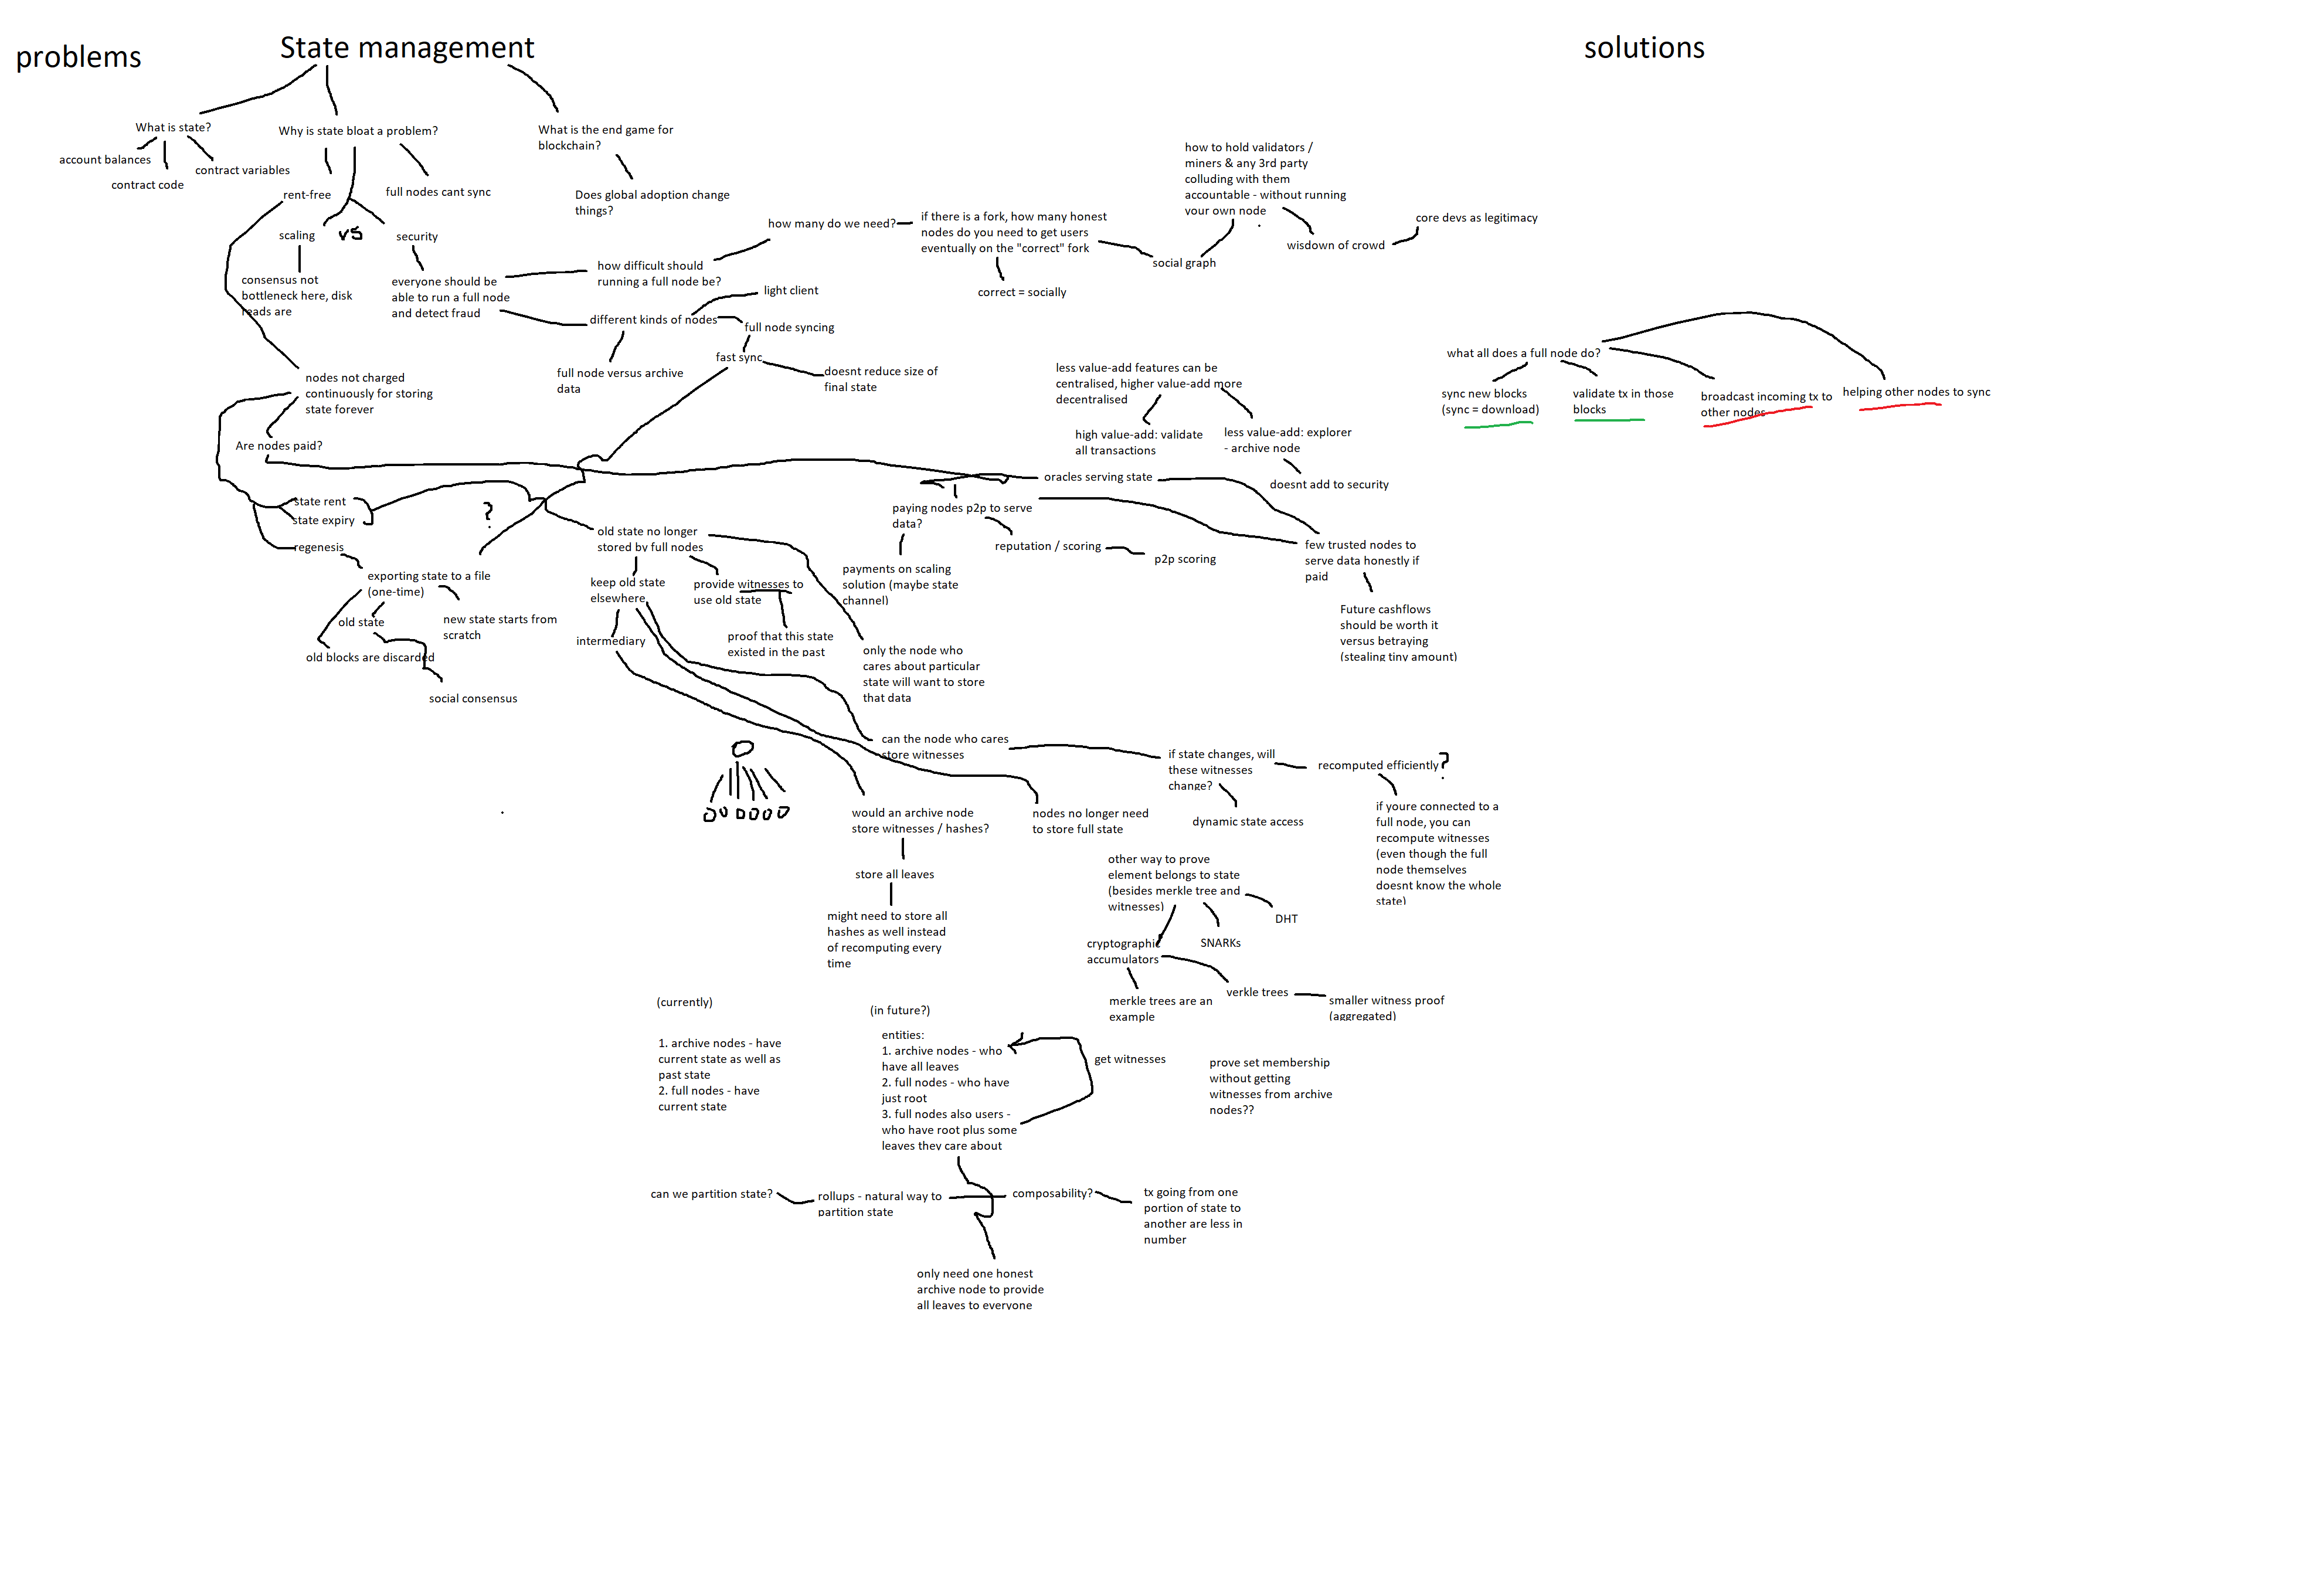 problems
State management
solutions
What is state?
account balances
contract code
contract variables
Why is state bloat a problem?
rent-free
full nodes cant sync
scaling
vs
security
consensus not
bottleneck here, disk
reads are
everyone should be
able to run a full node
and detect fraud
What is the end game for
blockchain?
Does global adoption change
things?
how difficult should
running a full node be?
how many do we need?
if there is a fork, how many honest
nodes do you need to get users
eventually on the "correct" fork
correct = socially
social graph
how to hold validators /
miners & any 3rd party
colluding with them
accountable - without running
your own node
wisdown of crowd
core devs as legitimacy
different kinds of nodes
light client
full node syncing
fast sync
doesnt reduce size of
final state
full node versus archive
data
less value-add features can be
centralised, higher value-add more
decentralised
high value-add: validate
all transactions
less value-add: explorer
- archive node
doesnt add to security
what all does a full node do?
sync new blocks
(sync = download)
validate tx in those
blocks
broadcast incoming tx to
other nodes
helping other nodes to sync
nodes not charged
continuously for storing
state forever
Are nodes paid?
state rent
state expiry
regenesis
?
exporting state to a file
(one-time)
old state
new state starts from
scratch
old blocks are discarded
social consensus
old state no longer
stored by full nodes
keep old state
elsewhere
provide witnesses to
use old state
intermediary
proof that this state
existed in the past
only the node who
cares about particular
state will want to store
that data
oracles serving state
paying nodes p2p to serve
data?
reputation / scoring
p2p scoring
payments on scaling
solution (maybe state
channel)
few trusted nodes to
serve data honestly if
paid
Future cashflows
should be worth it
versus betraying
(stealing tiny amount)
can the node who cares
store witnesses
if state changes, will
these witnesses
change?
recomputed efficiently?
dynamic state access
if youre connected to a
full node, you can
recompute witnesses
(even though the full
node themselves
doesnt know the whole
state)
would an archive node
store witnesses / hashes?
nodes no longer need
to store full state
store all leaves
might need to store all
hashes as well instead
of recomputing every
time
other way to prove
element belongs to state
(besides merkle tree and
witnesses)
DHT
SNARKs
cryptographic
accumulators
merkle trees are an
example
verkle trees
smaller witness proof
(aggregated)
(currently)
1. archive nodes - have
current state as well as
past state
2. full nodes - have
current state
(in future?)
entities:
1. archive nodes - who
have all leaves
2. full nodes - who have
just root
3. full nodes also users -
who have root plus some
leaves they care about
get witnesses
prove set membership
without getting
witnesses from archive
nodes??
can we partition state?
rollups - natural way to
partition state
composability?
tx going from one
portion of state to
another are less in
number
only need one honest
archive node to provide
all leaves to everyone